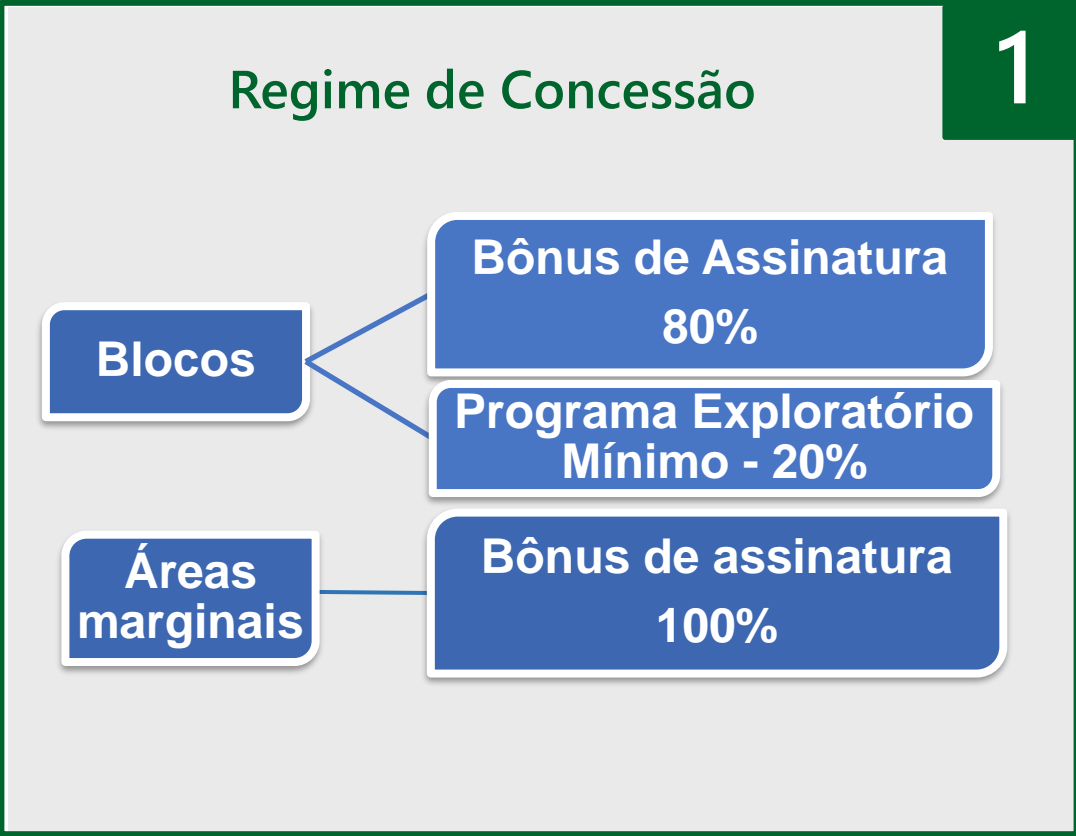 Regime de Concessão
1
Blocos
Bônus de Assinatura
80%
Programa Exploratório
Mínimo - 20%
Áreas
marginais
Bônus de assinatura
100%